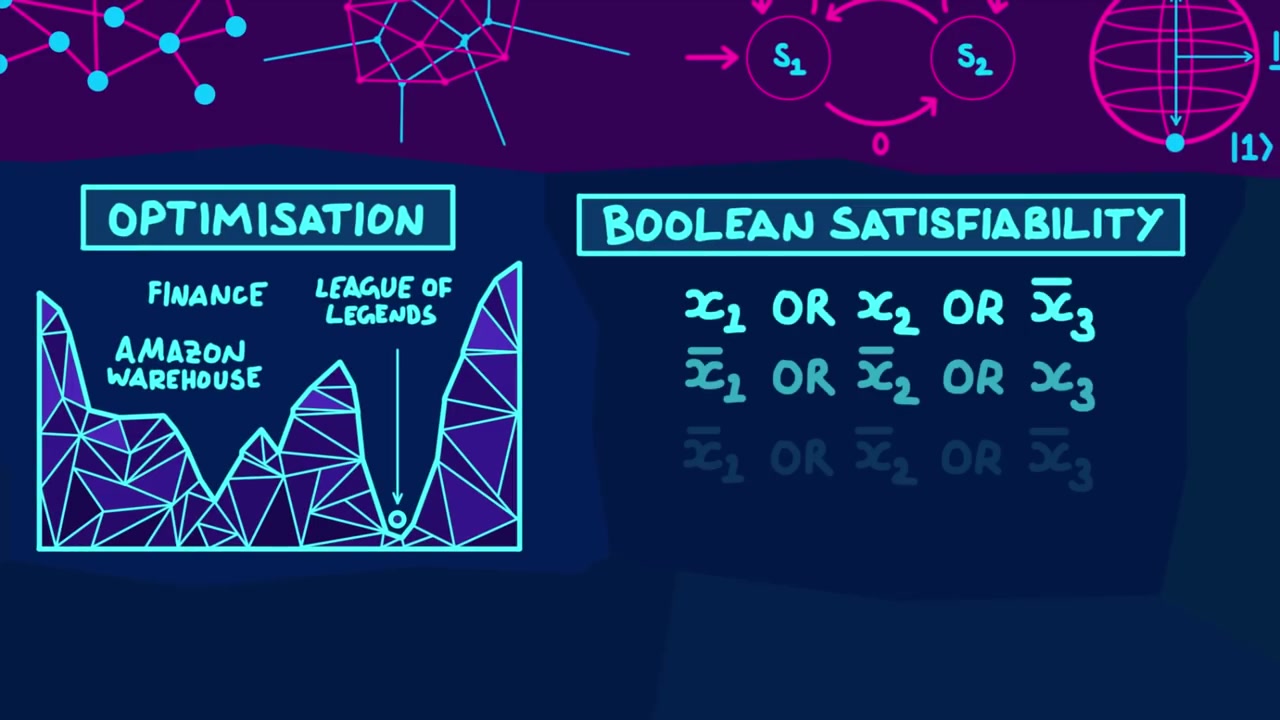 S₁ S₂
0
|1⟩
OPTIMISATION
BOOLEAN SATISFIABILITY
FINANCE
LEAGUE OF
LEGENDS
AMAZON
WAREHOUSE
x₁ OR x₂ OR x̅₃
x̅₁ OR x̅₂ OR x₃
x̅₁ OR x̅₂ OR x̅₃